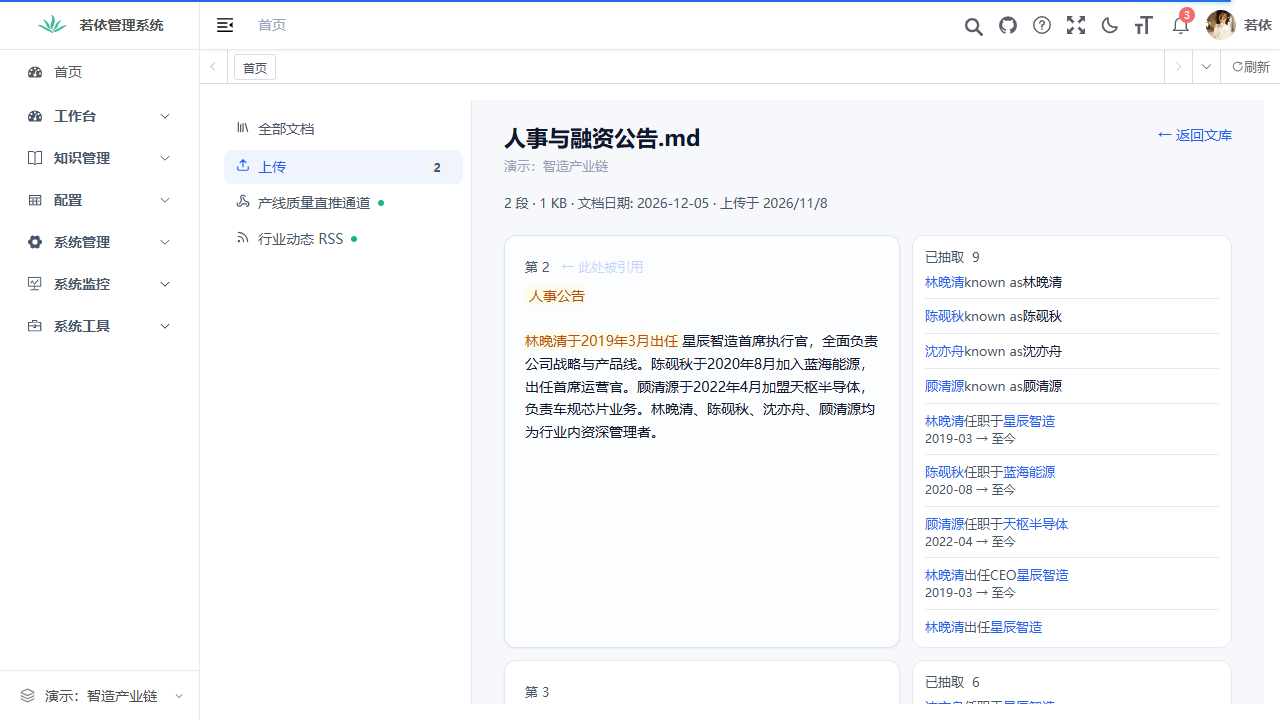 若依管理系统
首页
3
若依
首页
刷新
首页
工作台
知识管理
配置
系统管理
系统监控
系统工具
演示：智造产业链
全部文档
上传 2
产线质量直推通道
行业动态 RSS
人事与融资公告.md
← 返回文库
演示：智造产业链
2 段 · 1 KB · 文档日期: 2026-12-05 · 上传于 2026/11/8
第 2 ← 此处被引用
人事公告
林晚清于2019年3月出任 星辰智造首席执行官，全面负责
公司战略与产品线。陈砚秋于2020年8月加入蓝海能源，
出任首席运营官。顾清源于2022年4月加盟天枢半导体，
负责车规芯片业务。林晚清、陈砚秋、沈亦舟、顾清源均
为行业内资深管理者。
已抽取 9
林晚清known as林晚清
陈砚秋known as陈砚秋
沈亦舟known as沈亦舟
顾清源known as顾清源
林晚清任职于星辰智造
2019-03 → 至今
陈砚秋任职于蓝海能源
2020-08 → 至今
顾清源任职于天枢半导体
2022-04 → 至今
林晚清出任CEO星辰智造
2019-03 → 至今
林晚清出任星辰智造
第 3
已抽取 6
沈亦舟任职于星辰智造